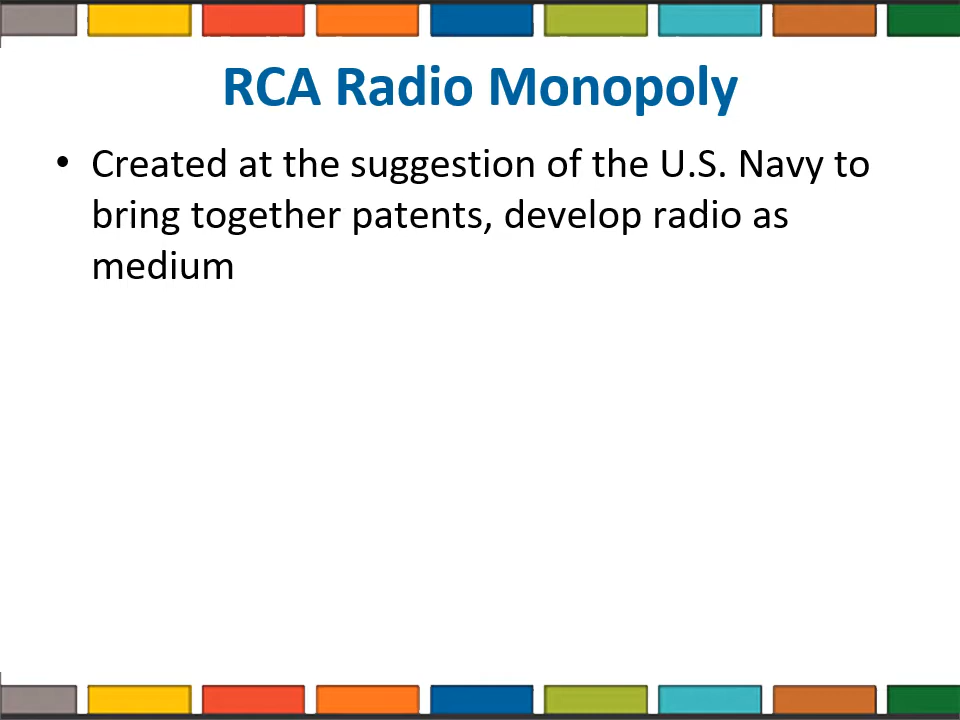 RCA Radio Monopoly
• Created at the suggestion of the U.S. Navy to
bring together patents, develop radio as
medium